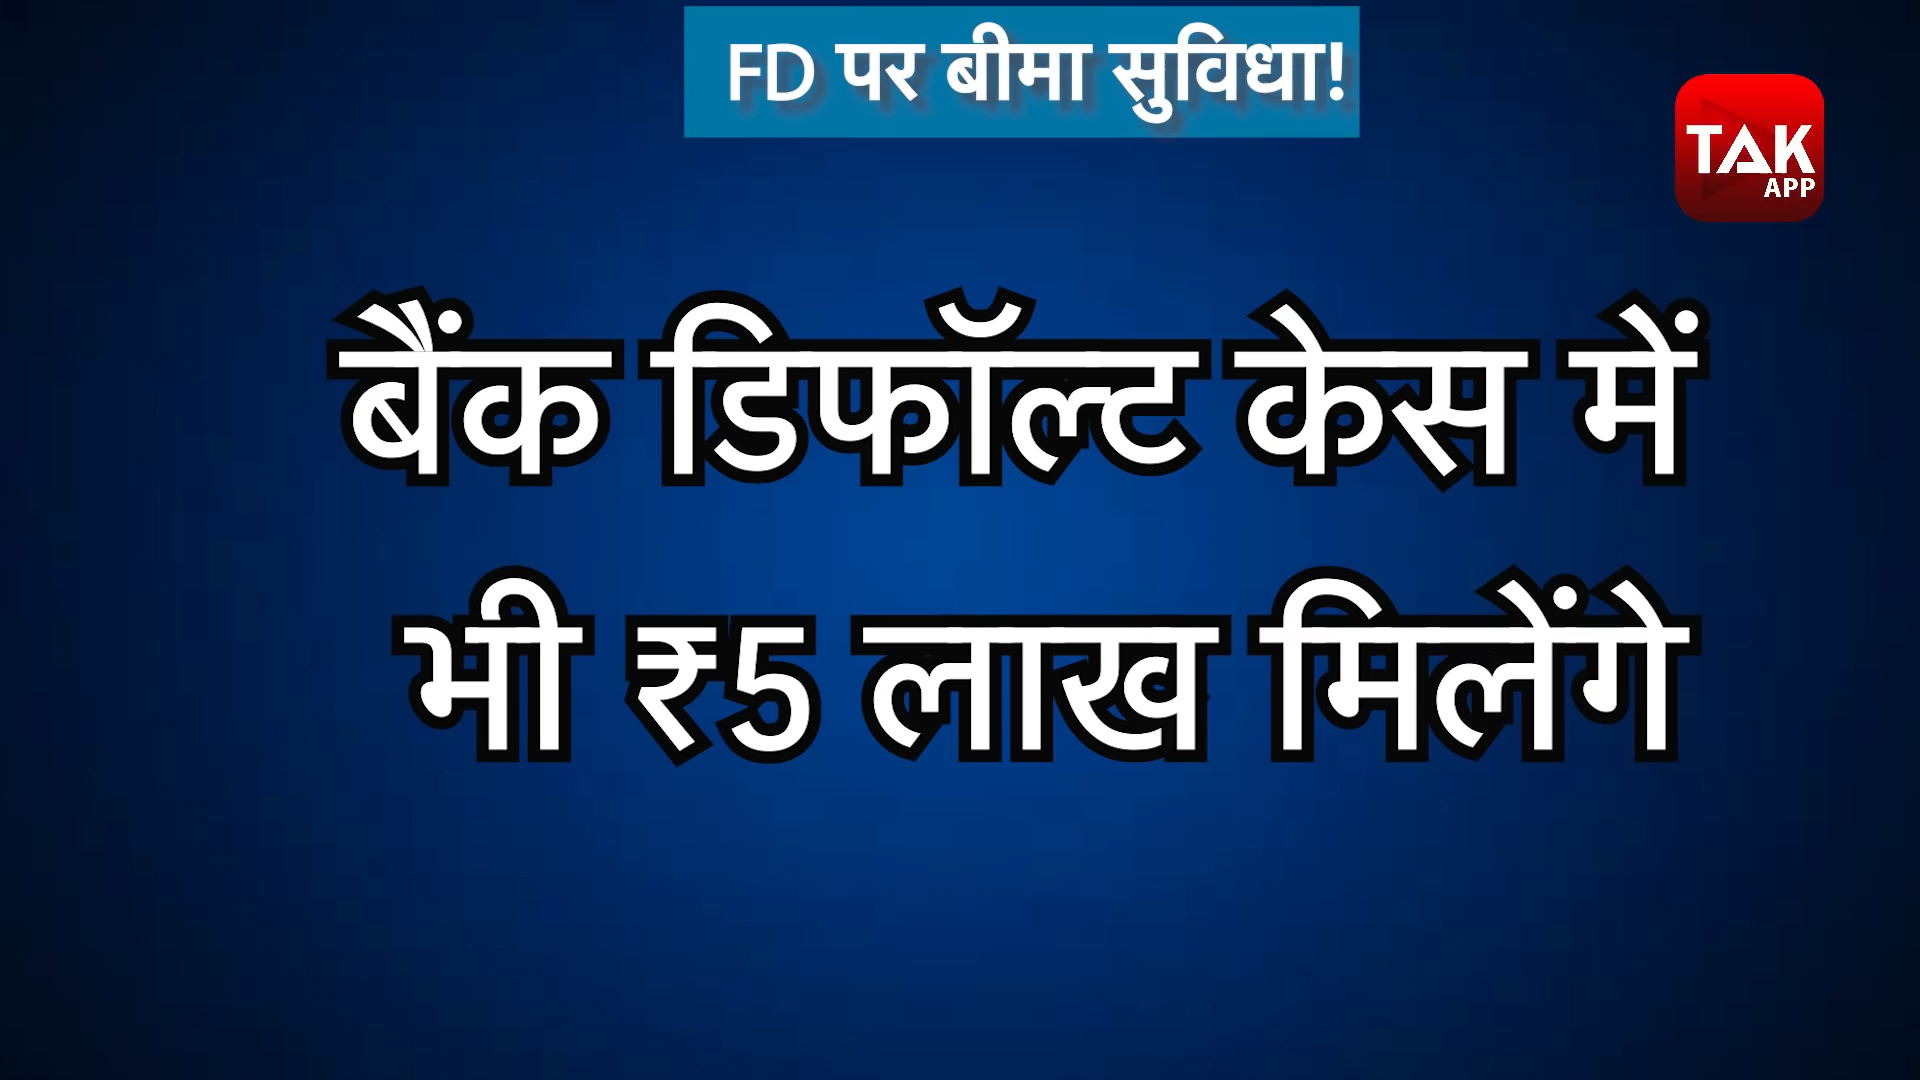 FD पर बीमा सुविधा!
TAK
APP
बैंक डिफॉल्ट केस में
भी ₹5 लाख मिलेंगे